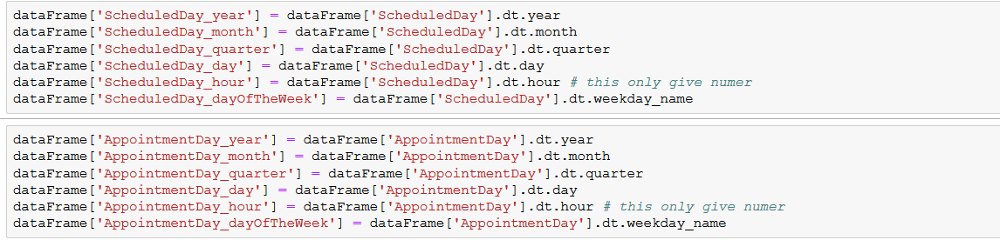 dataFrame['ScheduledDay_year'] = dataFrame['ScheduledDay'].dt.year
dataFrame['ScheduledDay_month'] = dataFrame['ScheduledDay'].dt.month
dataFrame['ScheduledDay_quarter'] = dataFrame['ScheduledDay'].dt.quarter
dataFrame['ScheduledDay_day'] = dataFrame['ScheduledDay'].dt.day
dataFrame['ScheduledDay_hour'] = dataFrame['ScheduledDay'].dt.hour # this only give numer
dataFrame['ScheduledDay_dayOfTheWeek'] = dataFrame['ScheduledDay'].dt.weekday_name
dataFrame['AppointmentDay_year'] = dataFrame['AppointmentDay'].dt.year
dataFrame['AppointmentDay_month'] = dataFrame['AppointmentDay'].dt.month
dataFrame['AppointmentDay_quarter'] = dataFrame['AppointmentDay'].dt.quarter
dataFrame['AppointmentDay_day'] = dataFrame['AppointmentDay'].dt.day
dataFrame['AppointmentDay_hour'] = dataFrame['AppointmentDay'].dt.hour # this only give numer
dataFrame['AppointmentDay_dayOfTheWeek'] = dataFrame['AppointmentDay'].dt.weekday_name